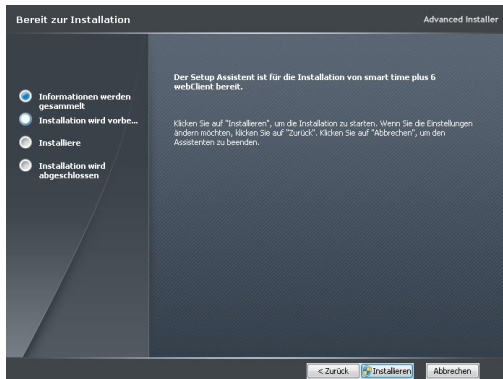 Bereit zur Installation
Advanced Installer
Informationen werden
gesammelt
Installation wird vorbe...
Installiere
Installation wird
abgeschlossen
Der Setup Assistent ist für die Installation von smart time plus 6
webClient bereit.
Klicken Sie auf "Installieren", um die Installation zu starten. Wenn Sie die Einstellungen
ändern möchten, klicken Sie auf "Zurück". Klicken Sie auf "Abbrechen", um den
Assistenten zu beenden.
< Zurück
Installieren
Abbrechen